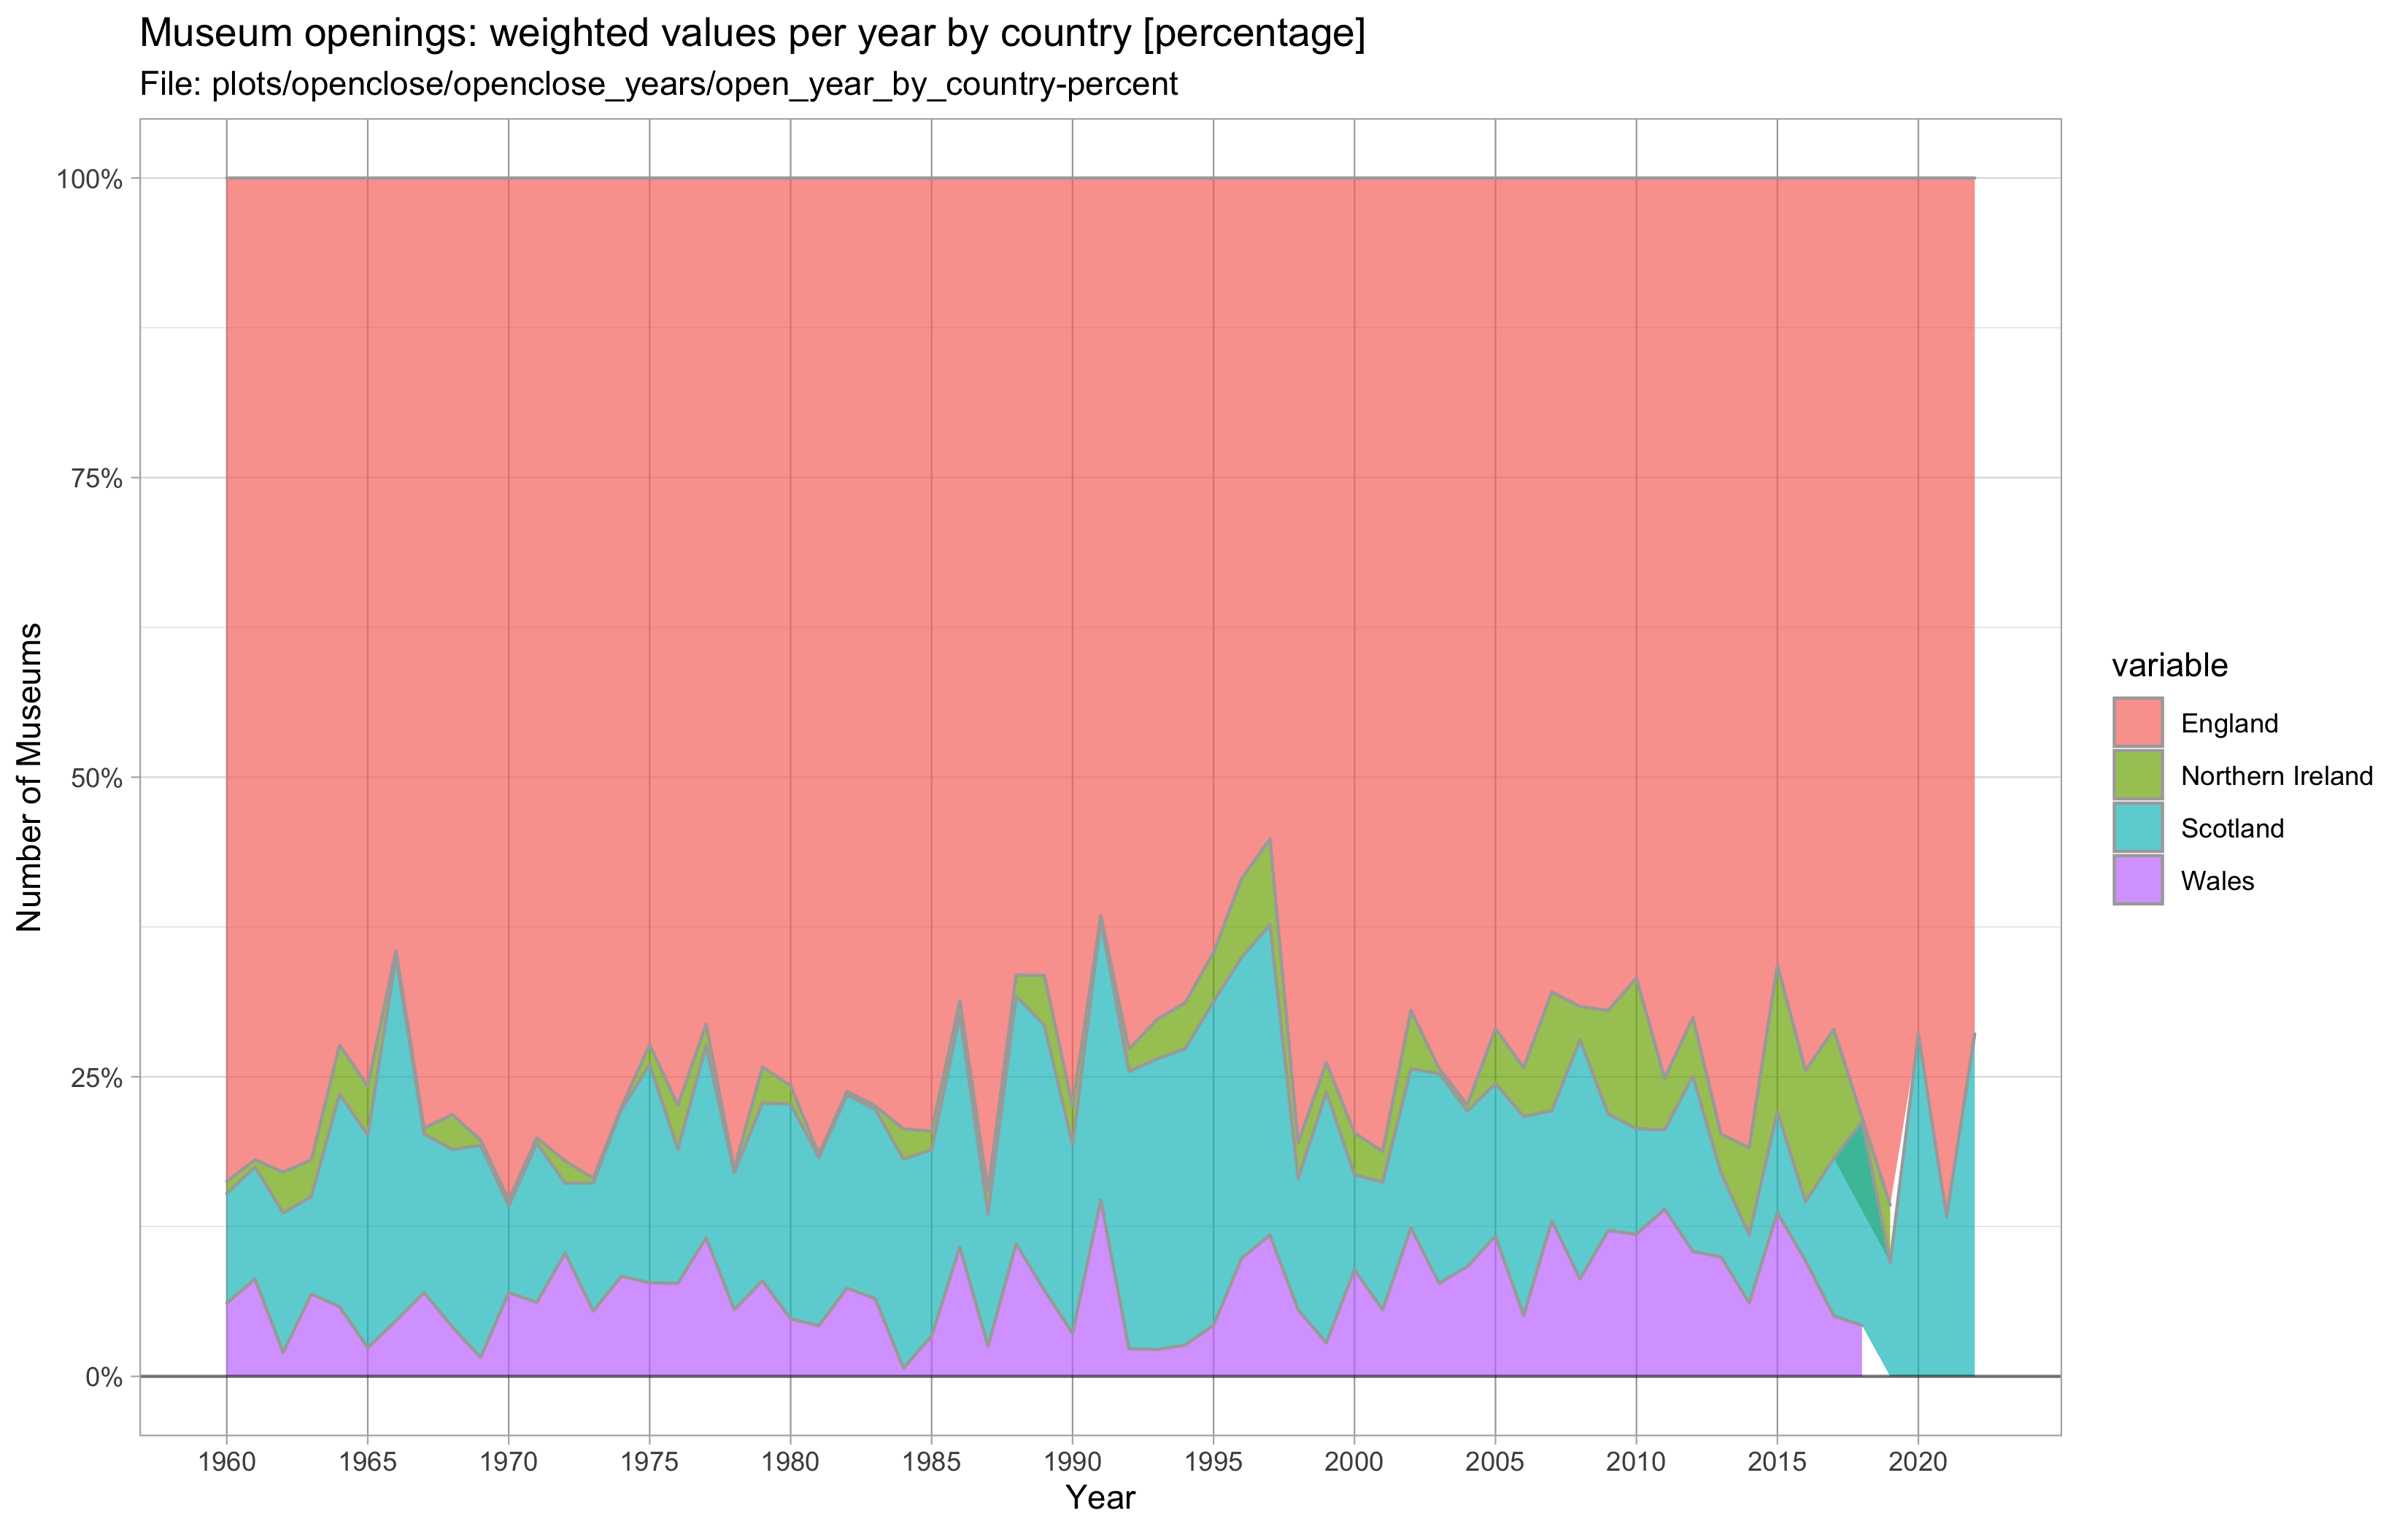 Museum openings: weighted values per year by country [percentage]
File: plots/openclose/openclose_years/open_year_by_country-percent
Number of Museums
100%
75%
50%
25%
0%
1960 1965 1970 1975 1980 1985 1990 1995 2000 2005 2010 2015 2020
Year
variable
England
Northern Ireland
Scotland
Wales